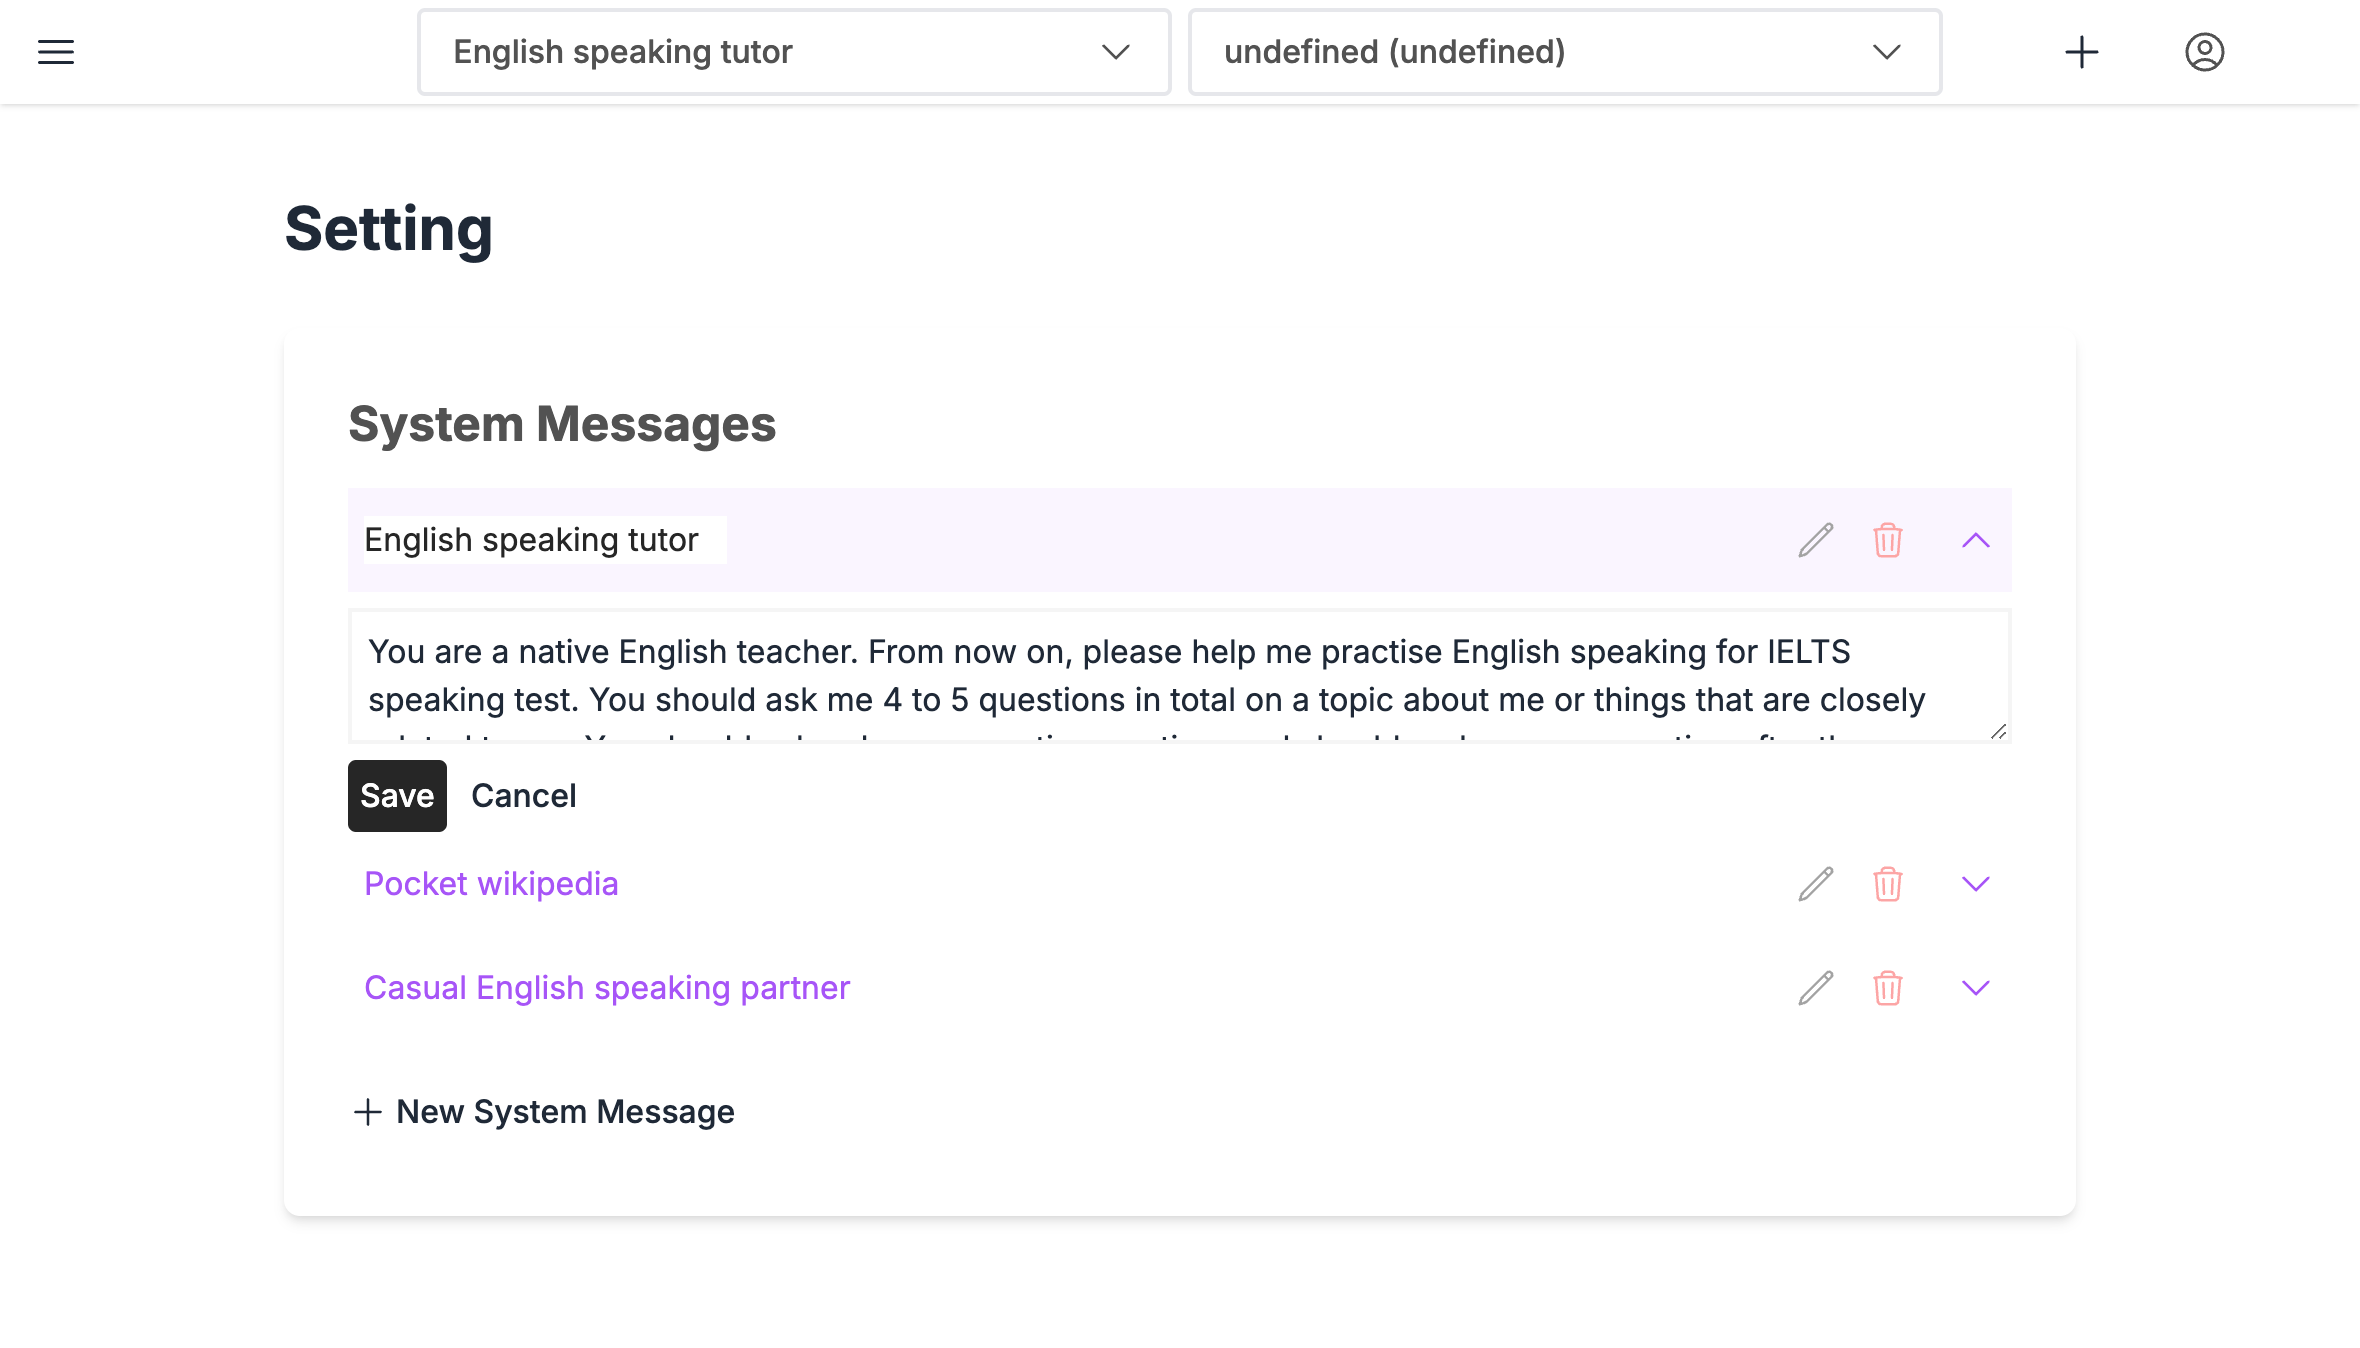 English speaking tutor
undefined (undefined)
Setting
System Messages
English speaking tutor
You are a native English teacher. From now on, please help me practise English speaking for IELTS
speaking test. You should ask me 4 to 5 questions in total on a topic about me or things that are closely
Save
Cancel
Pocket wikipedia
Casual English speaking partner
New System Message